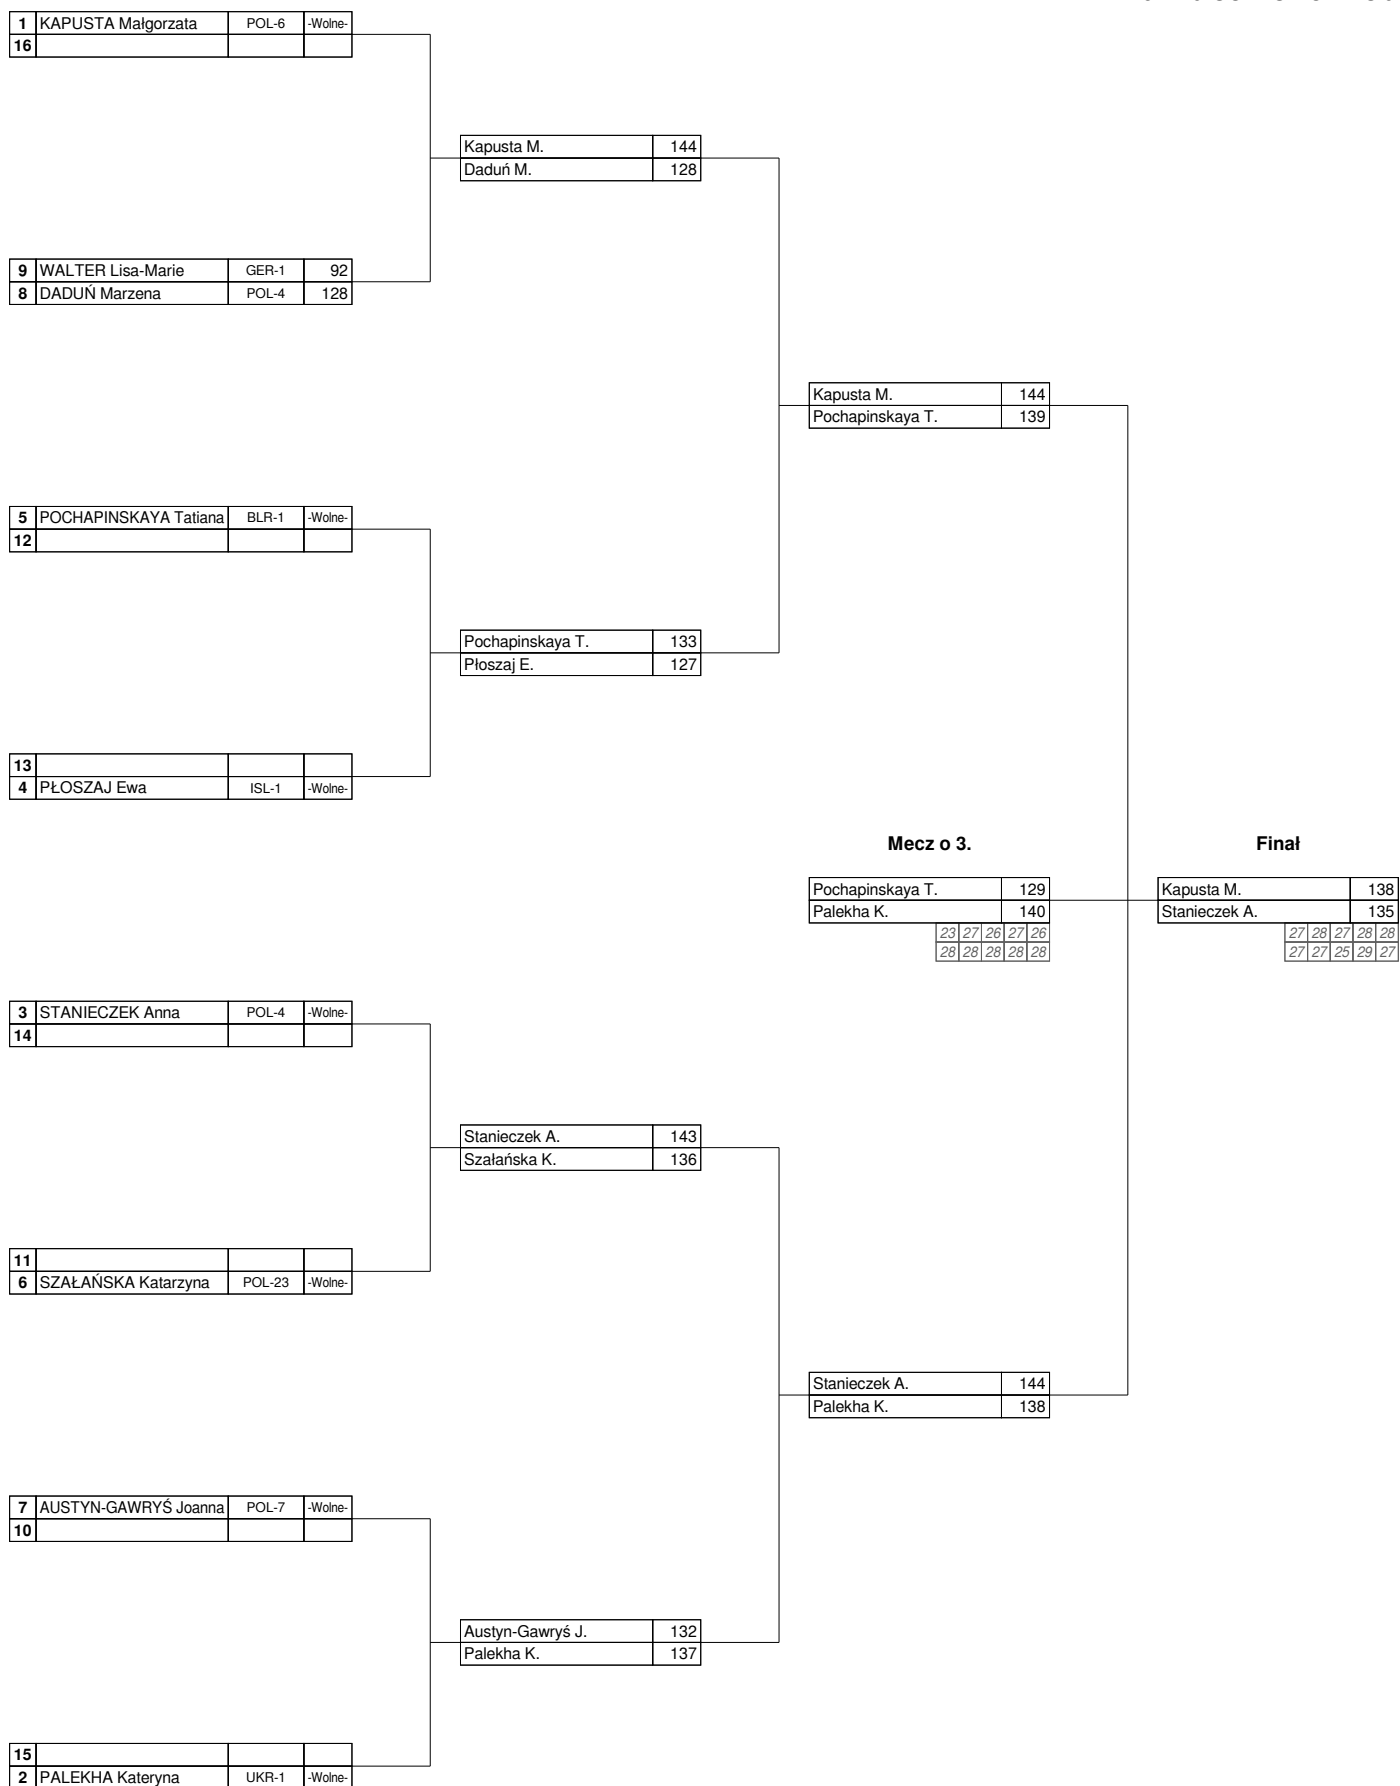 1 KAPUSTA Małgorzata POL-6 -Wolne-
16
Kapusta M. 144
Daduń M. 128
9 WALTER Lisa-Marie GER-1 92
8 DADUŃ Marzena POL-4 128
Kapusta M. 144
Pochapinskaya T. 139
5 POCHAPINSKAYA Tatiana BLR-1 -Wolne-
12
Pochapinskaya T. 133
Płoszaj E. 127
13
4 PŁOSZAJ Ewa ISL-1 -Wolne-
Mecz o 3.
Pochapinskaya T. 129
Palekha K. 140
23 27 26 27 26
28 28 28 28 28
Finał
Kapusta M. 138
Stanieczek A. 135
27 28 27 28 28
27 27 25 29 27
3 STANIECZEK Anna POL-4 -Wolne-
14
Stanieczek A. 143
Szałańska K. 136
11
6 SZAŁAŃSKA Katarzyna POL-23 -Wolne-
Stanieczek A. 144
Palekha K. 138
7 AUSTYN-GAWRYŚ Joanna POL-7 -Wolne-
10
Austyn-Gawryś J. 132
Palekha K. 137
15
2 PALEKHA Kateryna UKR-1 -Wolne-